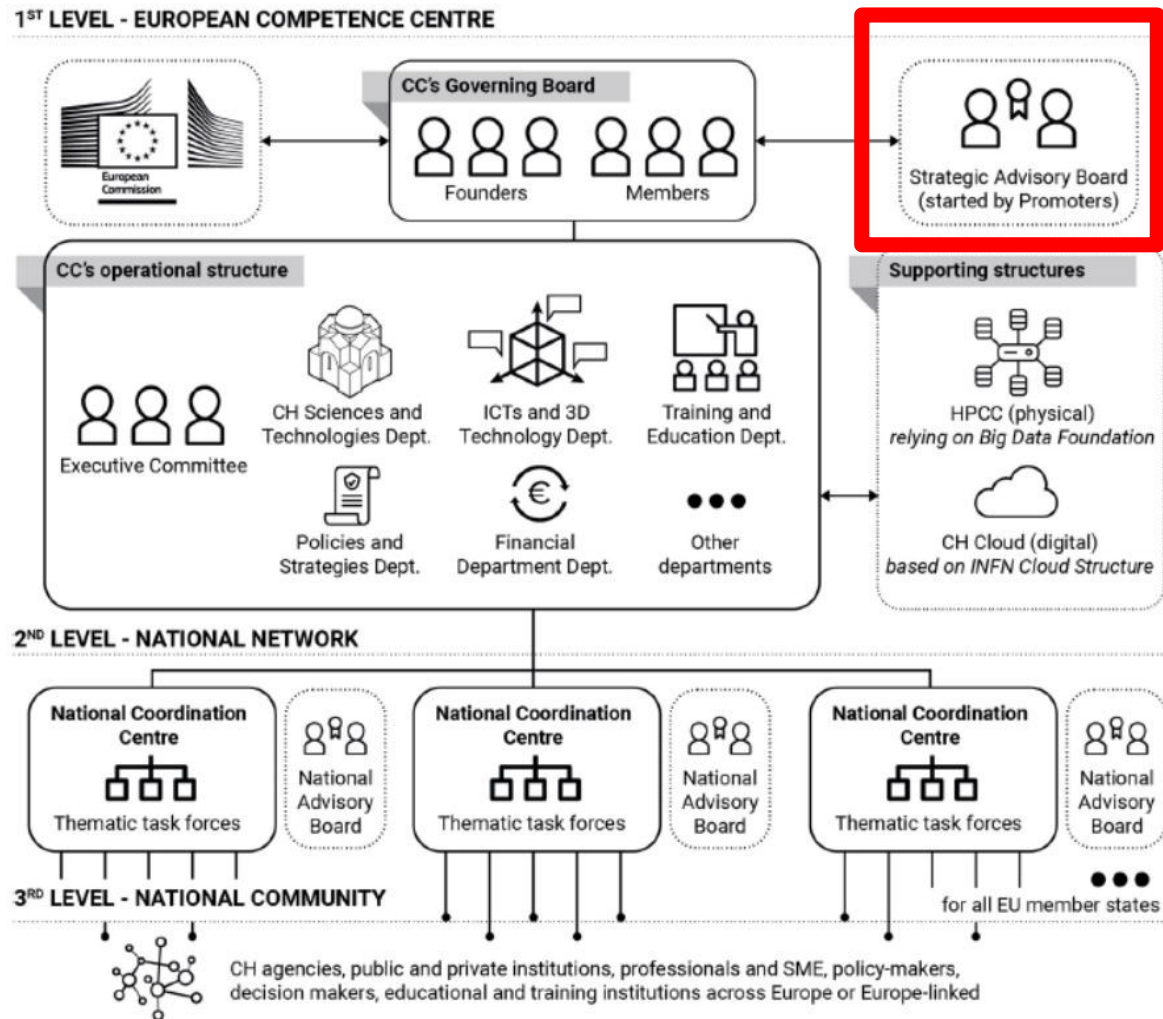 1ST LEVEL - EUROPEAN COMPETENCE CENTRE
European
Commission
CC's Governing Board
Founders
Members
Strategic Advisory Board
(started by Promoters)
CC's operational structure
Executive Committee
CH Sciences and
Technologies Dept.
ICTs and 3D
Technology Dept.
Training and
Education Dept.
Policies and
Strategies Dept.
€
Financial
Department Dept.
Other
departments
Supporting structures
HPCC (physical)
relying on Big Data Foundation
CH Cloud (digital)
based on INFN Cloud Structure
2ND LEVEL - NATIONAL NETWORK
National Coordination
Centre
Thematic task forces
National
Advisory
Board
National Coordination
Centre
Thematic task forces
National
Advisory
Board
National Coordination
Centre
Thematic task forces
National
Advisory
Board
3RD LEVEL - NATIONAL COMMUNITY
for all EU member states
CH agencies, public and private institutions, professionals and SME, policy-makers,
decision makers, educational and training institutions across Europe or Europe-linked